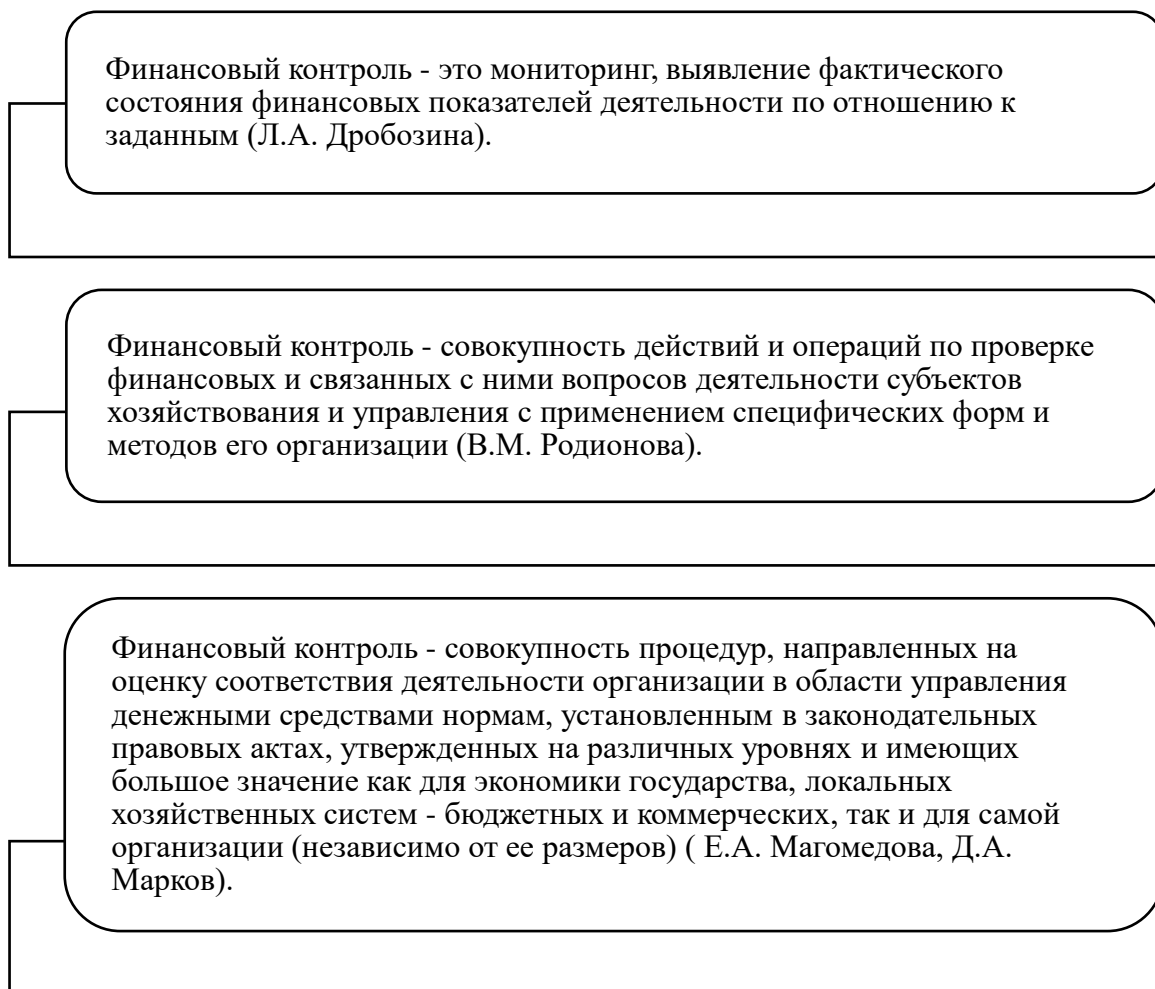 Финансовый контроль - это мониторинг, выявление фактического
состояния финансовых показателей деятельности по отношению к
заданным (Л.А. Дробозина).
Финансовый контроль - совокупность действий и операций по проверке
финансовых и связанных с ними вопросов деятельности субъектов
хозяйствования и управления с применением специфических форм и
методов его организации (В.М. Родионова).
Финансовый контроль - совокупность процедур, направленных на
оценку соответствия деятельности организации в области управления
денежными средствами нормам, установленным в законодательных
правовых актах, утвержденных на различных уровнях и имеющих
большое значение как для экономики государства, локальных
хозяйственных систем - бюджетных и коммерческих, так и для самой
организации (независимо от ее размеров) ( Е.А. Магомедова, Д.А.
Марков).